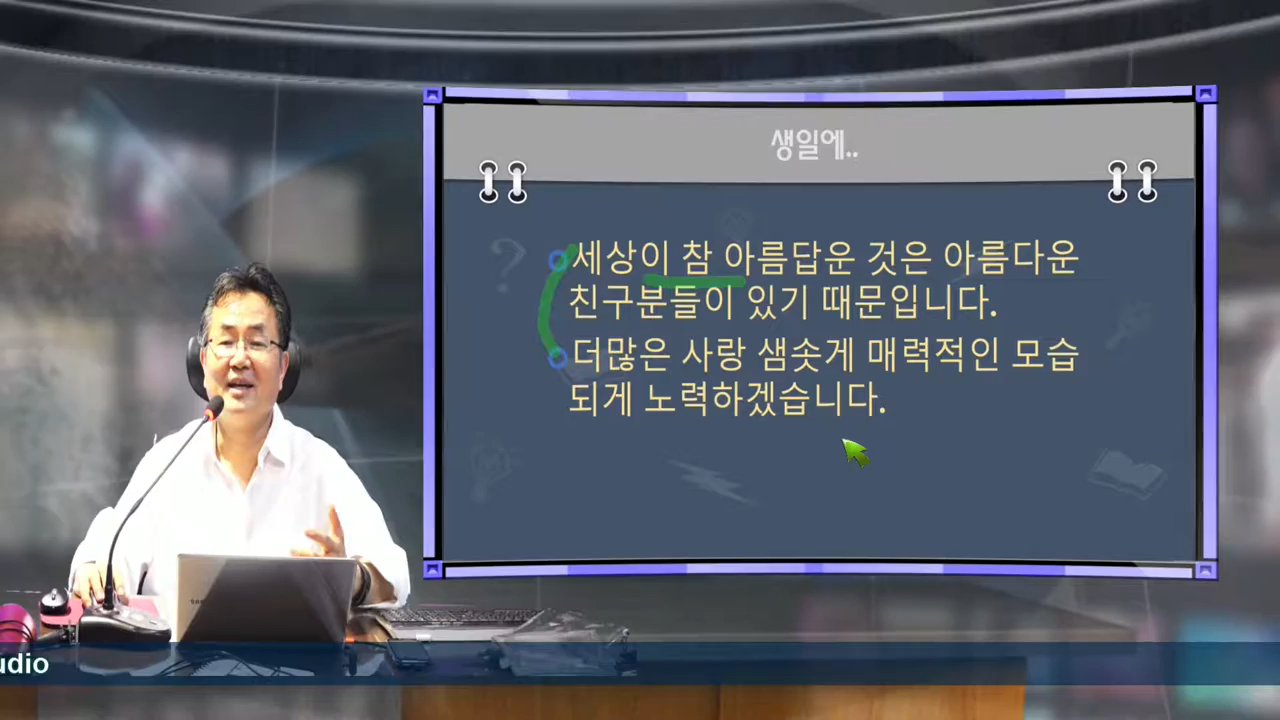 생일에..
세상이 참 아름답운 것은 아름다운
친구분들이 있기 때문입니다.
더많은 사랑 샘솟게 매력적인 모습
되게 노력하겠습니다.
udio